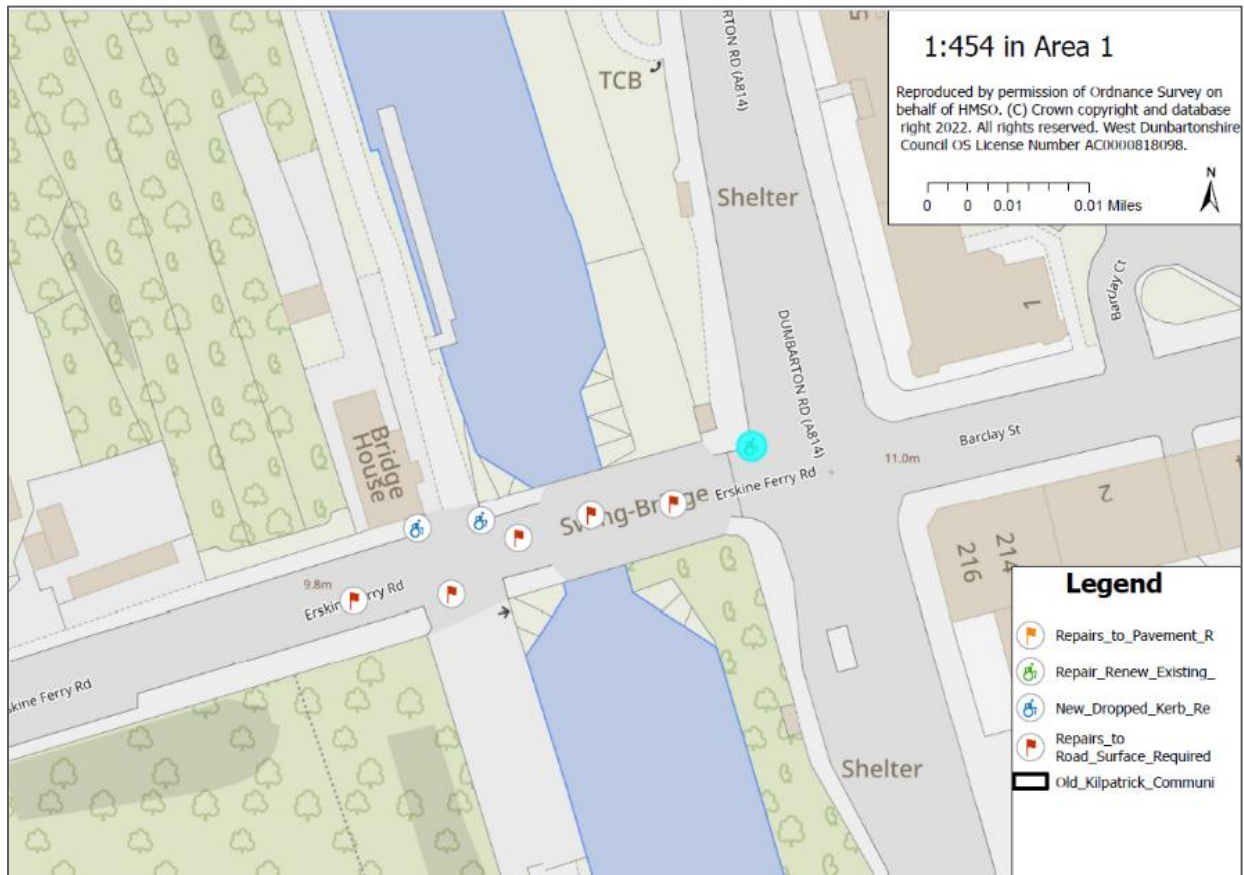 1:454 in Area 1
Reproduced by permission of Ordnance Survey on
behalf of HMSO. (C) Crown copyright and database
right 2022. All rights reserved. West Dunbartonshire
Council OS License Number AC0000818098.
0 0 0.01 0.01 Miles
N
TCB
RTON RD (A814)
5
Shelter
1
Barclay Ct
DUMBARTON RD (A814)
Barclay St
11.0m
Bridge
House
Swing-Bridge
Erskine Ferry Rd
9.8m
Erskine Ferry Rd
skine Ferry Rd
2
214
216
Shelter
Legend
Repairs_to_Pavement_R
Repair_Renew_Existing_
New_Dropped_Kerb_Re
Repairs_to
Road_Surface_Required
Old_Kilpatrick_Communi